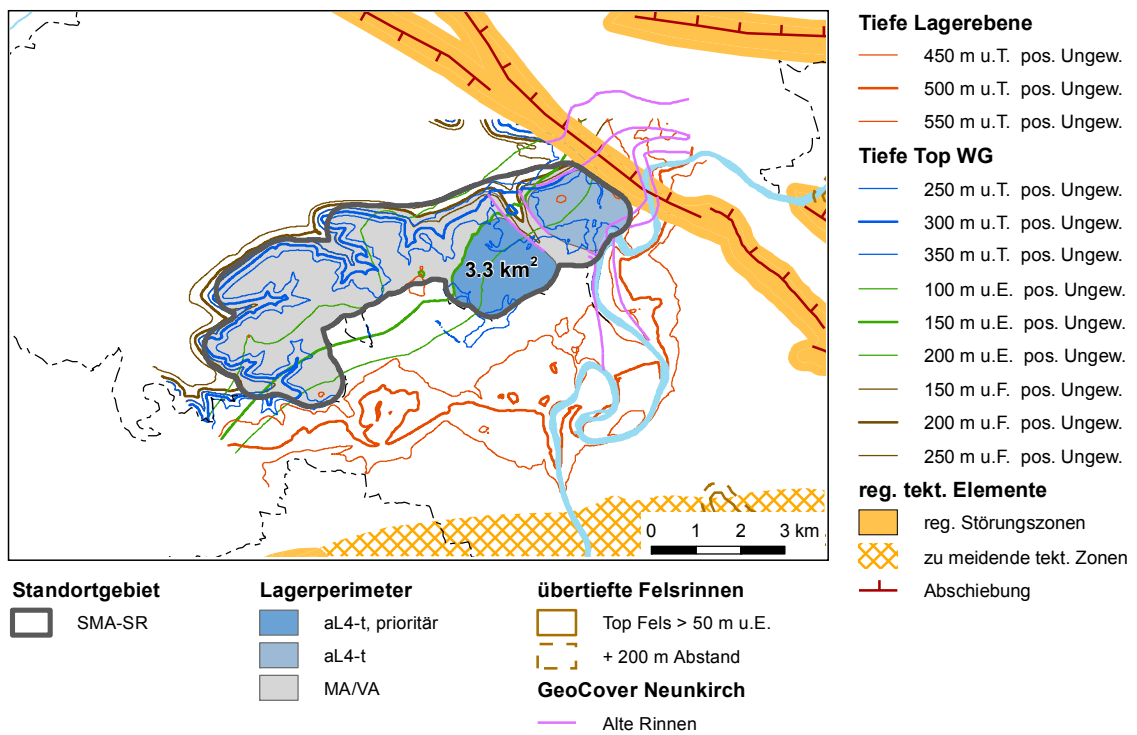 3.3 km²
0 1 2 3 km
Tiefe Lagerebene
450 m u.T. pos. Ungew.
500 m u.T. pos. Ungew.
550 m u.T. pos. Ungew.
Tiefe Top WG
250 m u.T. pos. Ungew.
300 m u.T. pos. Ungew.
350 m u.T. pos. Ungew.
100 m u.E. pos. Ungew.
150 m u.E. pos. Ungew.
200 m u.E. pos. Ungew.
150 m u.F. pos. Ungew.
200 m u.F. pos. Ungew.
250 m u.F. pos. Ungew.
reg. tekt. Elemente
reg. Störungszonen
zu meidende tekt. Zonen
Abschiebung
Standortgebiet
SMA-SR
Lagerperimeter
aL4-t, prioritär
aL4-t
MA/VA
übertiefte Felsrinnen
Top Fels > 50 m u.E.
+ 200 m Abstand
GeoCover Neunkirch
Alte Rinnen